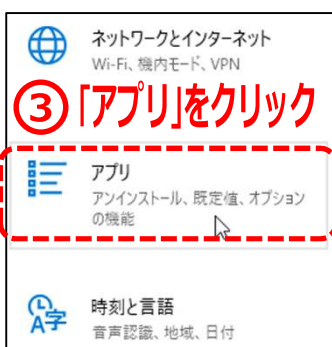 ネットワークとインターネット
Wi-Fi、機内モード、VPN
③「アプリ」をクリック
アプリ
アンインストール、既定値、オプション
の機能
時刻と言語
音声認識、地域、日付